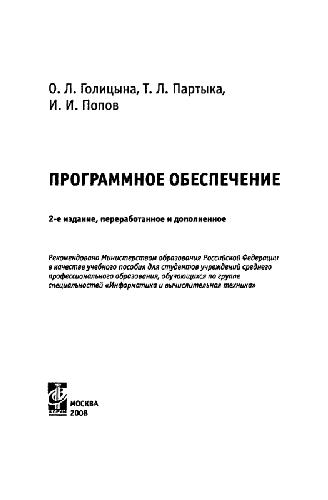 О. Л. Голицына, Т. Л. Партыка,
И. И. Попов
ПРОГРАММНОЕ ОБЕСПЕЧЕНИЕ
2-е издание, переработанное и дополненное
Рекомендовано Министерством образования Российской Федерации
в качестве учебного пособия для студентов учреждений среднего
профессионального образования, обучающихся по группе
специальностей «Информатика и вычислительная техника»
МОСКВА
2008